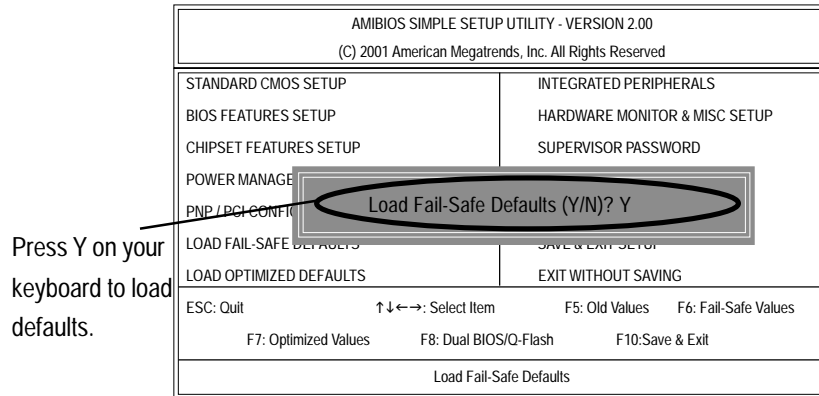 AMIBIOS SIMPLE SETUP UTILITY - VERSION 2.00
(C) 2001 American Megatrends, Inc. All Rights Reserved
STANDARD CMOS SETUP
INTEGRATED PERIPHERALS
BIOS FEATURES SETUP
HARDWARE MONITOR & MISC SETUP
CHIPSET FEATURES SETUP
SUPERVISOR PASSWORD
POWER MANAGE
PNP / PCI CONFIG
Load Fail-Safe Defaults (Y/N)? Y
LOAD FAIL-SAFE DEFAULTS
SAVE & EXIT SETUP
LOAD OPTIMIZED DEFAULTS
EXIT WITHOUT SAVING
Press Y on your
keyboard to load
defaults.
ESC: Quit ↑↓←→: Select Item F5: Old Values F6: Fail-Safe Values
F7: Optimized Values F8: Dual BIOS/Q-Flash F10:Save & Exit
Load Fail-Safe Defaults